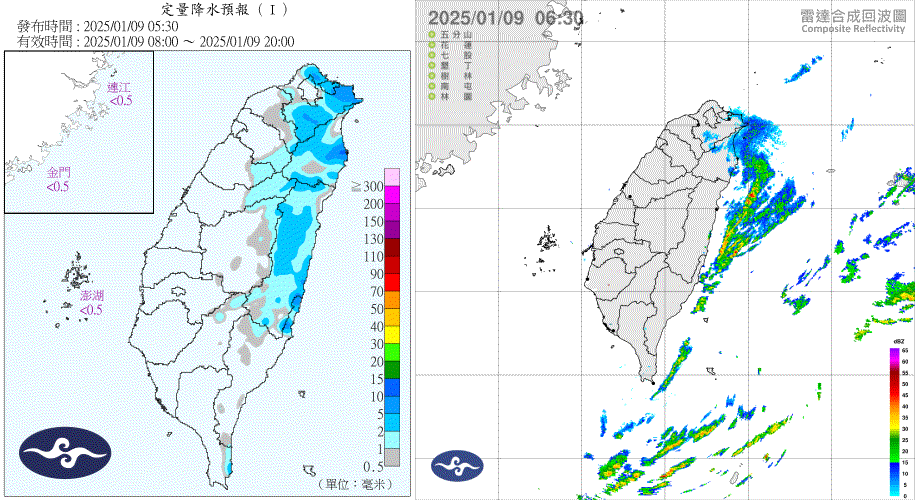 定量降水預報（Ｉ）
發布時間：2025/01/09 05:30
有效時間：2025/01/09 08:00 ～ 2025/01/09 20:00
連江
<0.5
金門
<0.5
澎湖
<0.5
≧
300
200
150
130
110
90
70
50
40
30
20
15
10
5
2
1
0.5
（單位：毫米）
2025/01/09 06:30
五分山
花蓮
七股
墾丁
樹林
南屯
林園
雷達合成回波圖
Composite Reflectivity
dBZ
65
60
55
50
45
40
35
30
25
20
15
10
5
0